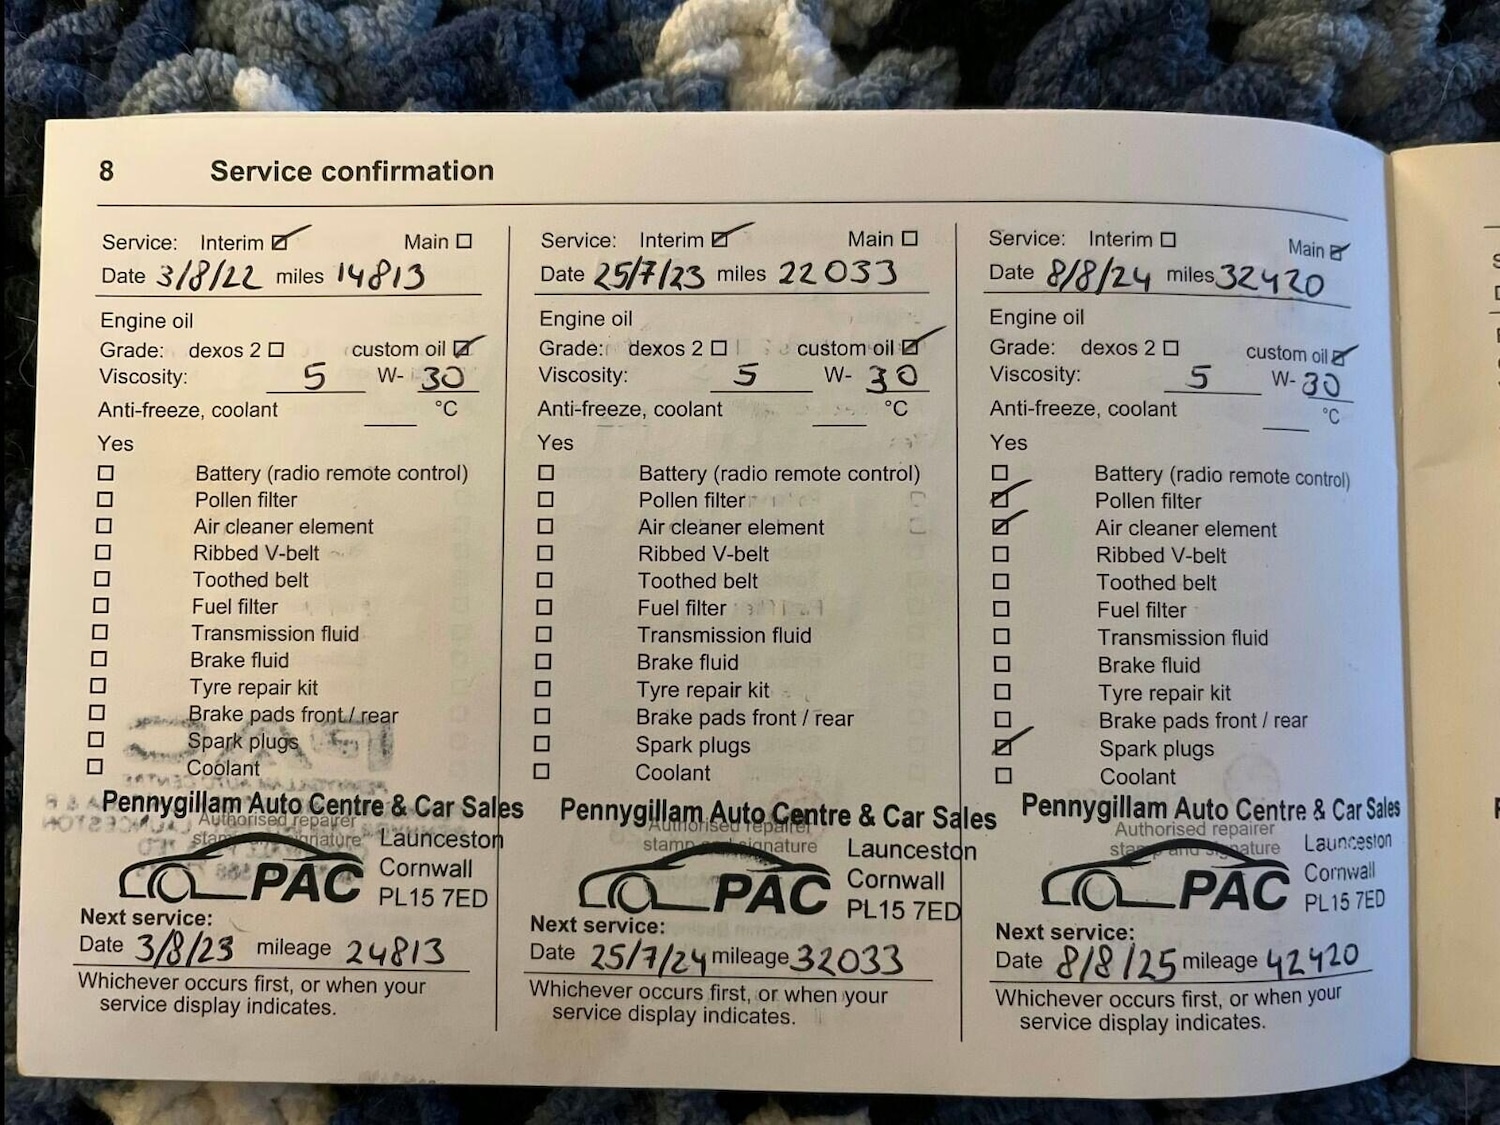 8 Service confirmation
Service: Interim Main
Date 3/8/22 miles 14813
Engine oil
Grade: dexos 2 custom oil
Viscosity: 5 W- 30
Anti-freeze, coolant °C
Yes
Battery (radio remote control)
Pollen filter
Air cleaner element
Ribbed V-belt
Toothed belt
Fuel filter
Transmission fluid
Brake fluid
Tyre repair kit
Brake pads front / rear
Spark plugs
Coolant
Pennygillam Auto Centre & Car Sales
Authorised repairer
stamp and signature
Launceston
Cornwall
PAC
PL15 7ED
Next service:
Date 3/8/23 mileage 24813
Whichever occurs first, or when your
service display indicates.
Service: Interim Main
Date 25/7/23 miles 22033
Engine oil
Grade: dexos 2 custom oil
Viscosity: 5 W- 30
Anti-freeze, coolant °C
Yes
Battery (radio remote control)
Pollen filter
Air cleaner element
Ribbed V-belt
Toothed belt
Fuel filter
Transmission fluid
Brake fluid
Tyre repair kit
Brake pads front / rear
Spark plugs
Coolant
Pennygillam Auto Centre & Car Sales
Authorised repairer
stamp and signature
Launceston
Cornwall
PAC
PL15 7ED
Next service:
Date 25/7/24 mileage 32033
Whichever occurs first, or when your
service display indicates.
Service: Interim Main
Date 8/8/24 miles 32420
Engine oil
Grade: dexos 2 custom oil
Viscosity: 5 W- 30
Anti-freeze, coolant °C
Yes
Battery (radio remote control)
Pollen filter
Air cleaner element
Ribbed V-belt
Toothed belt
Fuel filter
Transmission fluid
Brake fluid
Tyre repair kit
Brake pads front / rear
Spark plugs
Coolant
Pennygillam Auto Centre & Car Sales
Authorised repairer
stamp and signature
Launceston
Cornwall
PAC
PL15 7ED
Next service:
Date 8/8/25 mileage 42420
Whichever occurs first, or when your
service display indicates.